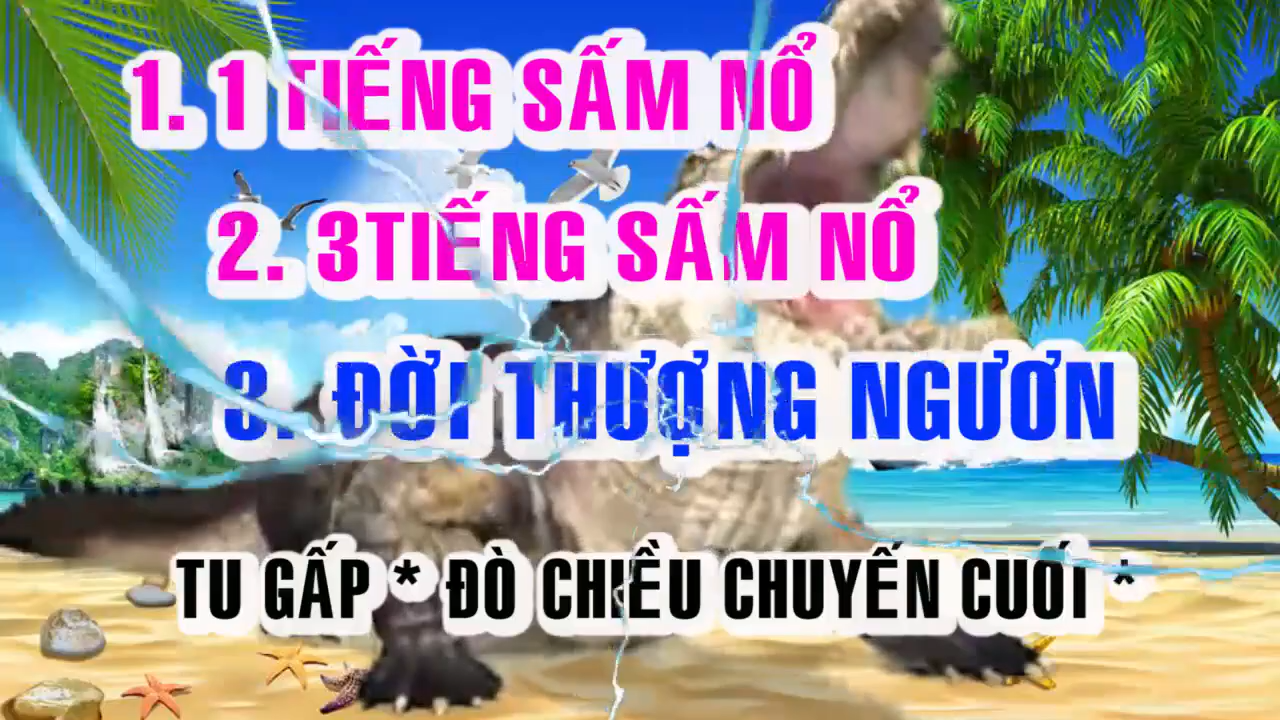 1. 1 TIẾNG SẤM NỔ
2. 3TIẾNG SẤM NỔ
3. ĐỜI THƯỢNG NGƯƠN
TU GẤP * ĐÒ CHIỀU CHUYẾN CUỐI *